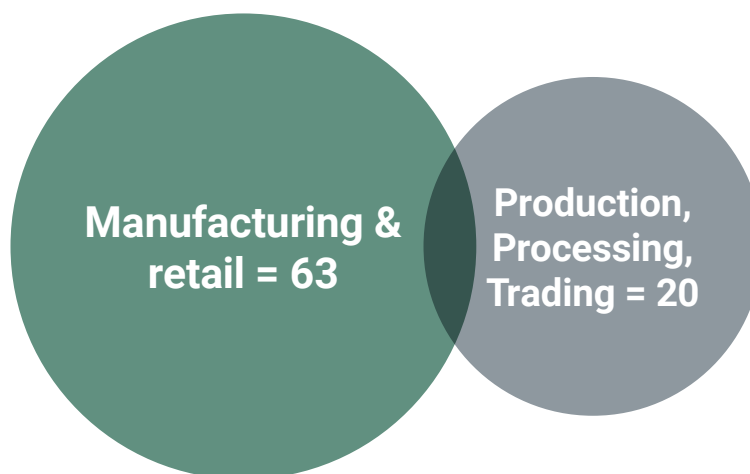 Manufacturing &
retail = 63
Production,
Processing,
Trading = 20